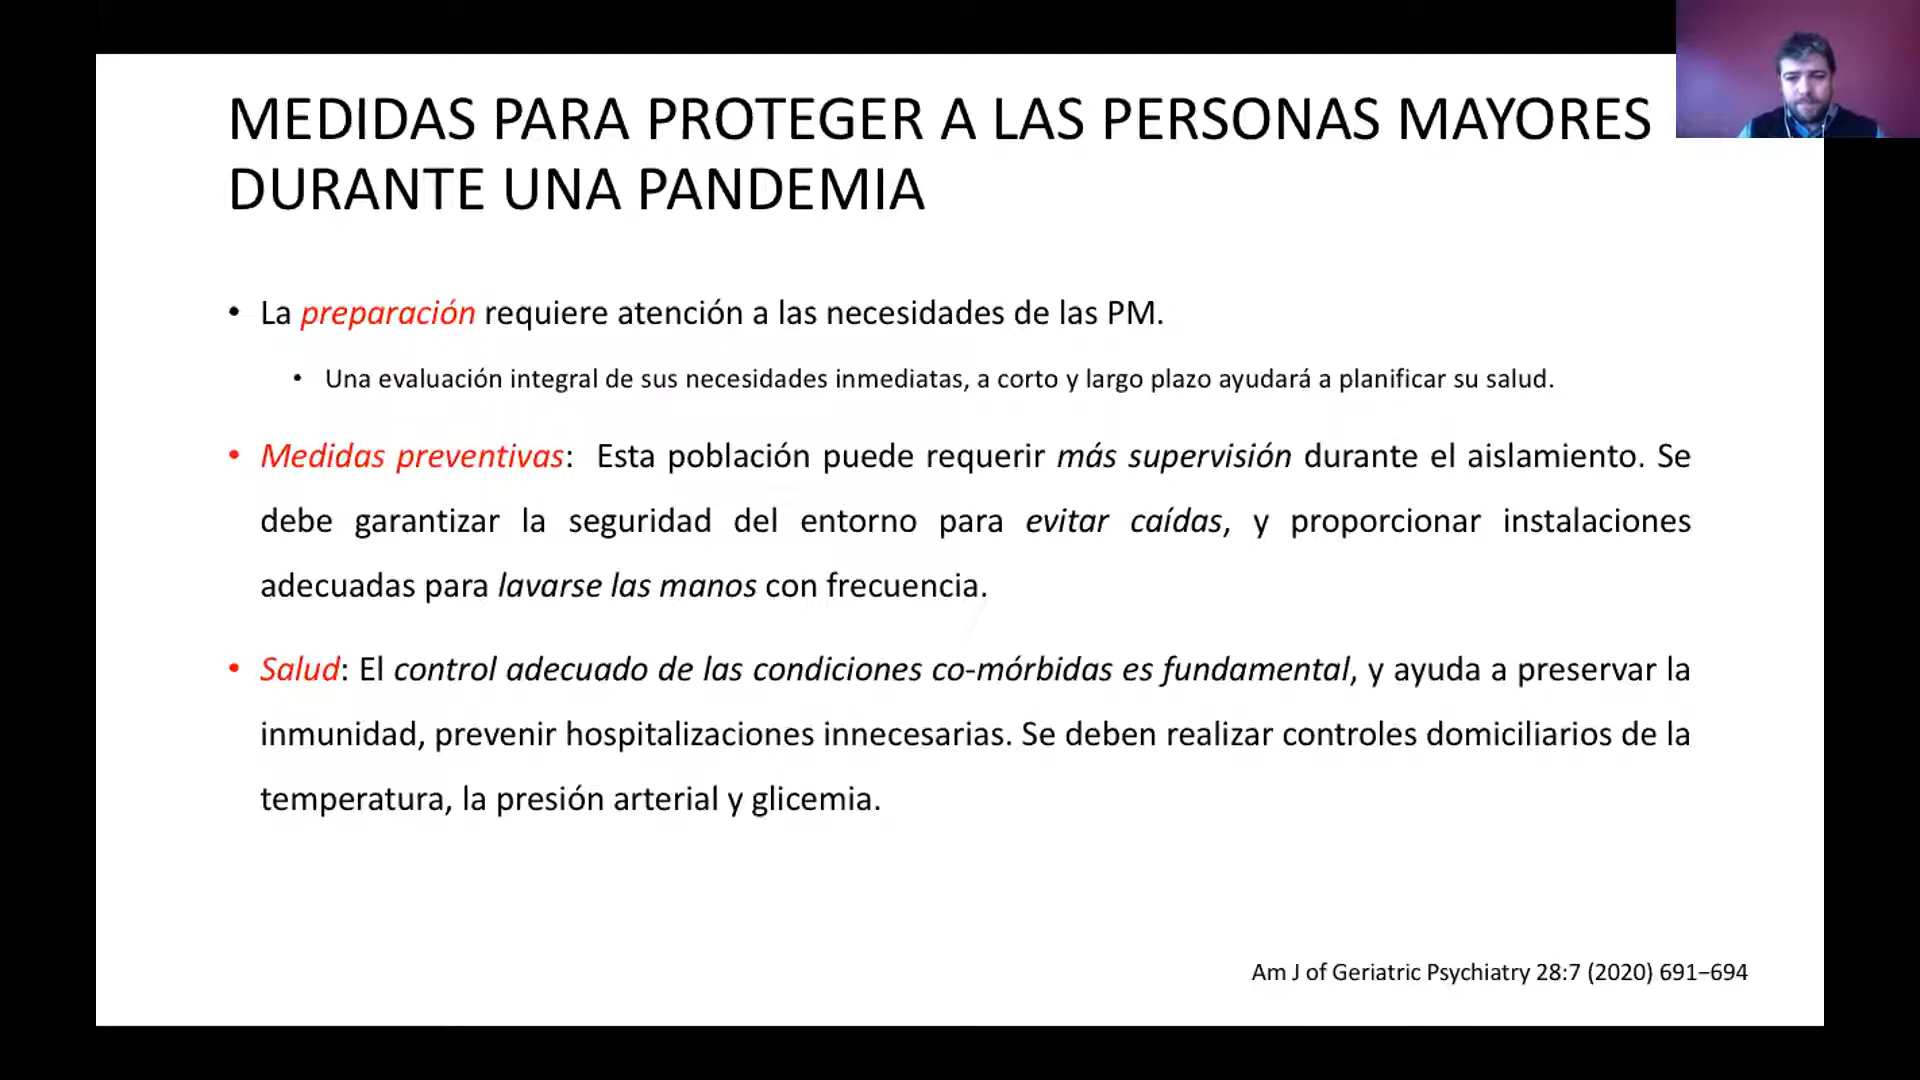 MEDIDAS PARA PROTEGER A LAS PERSONAS MAYORES
DURANTE UNA PANDEMIA
• La preparación requiere atención a las necesidades de las PM.
• Una evaluación integral de sus necesidades inmediatas, a corto y largo plazo ayudará a planificar su salud.
• Medidas preventivas: Esta población puede requerir más supervisión durante el aislamiento. Se
debe garantizar la seguridad del entorno para evitar caídas, y proporcionar instalaciones
adecuadas para lavarse las manos con frecuencia.
• Salud: El control adecuado de las condiciones co-mórbidas es fundamental, y ayuda a preservar la
inmunidad, prevenir hospitalizaciones innecesarias. Se deben realizar controles domiciliarios de la
temperatura, la presión arterial y glicemia.
Am J of Geriatric Psychiatry 28:7 (2020) 691−694